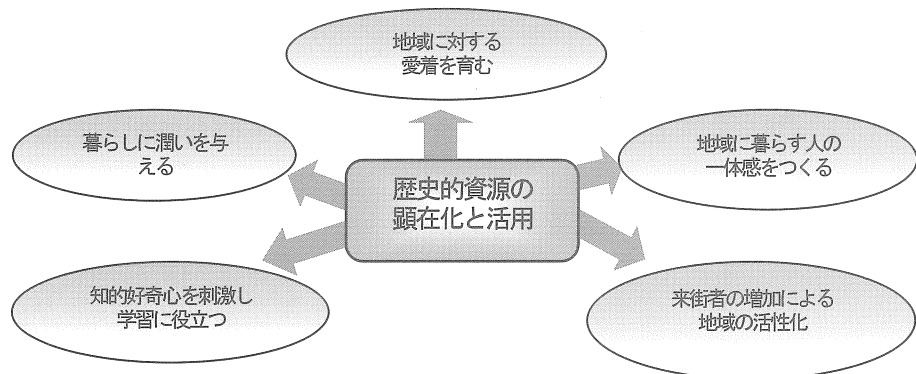 地域に対する
愛着を育む
暮らしに潤いを与
える
地域に暮らす人の
一体感をつくる
歴史的資源の
顕在化と活用
知的好奇心を刺激し
学習に役立つ
来街者の増加による
地域の活性化